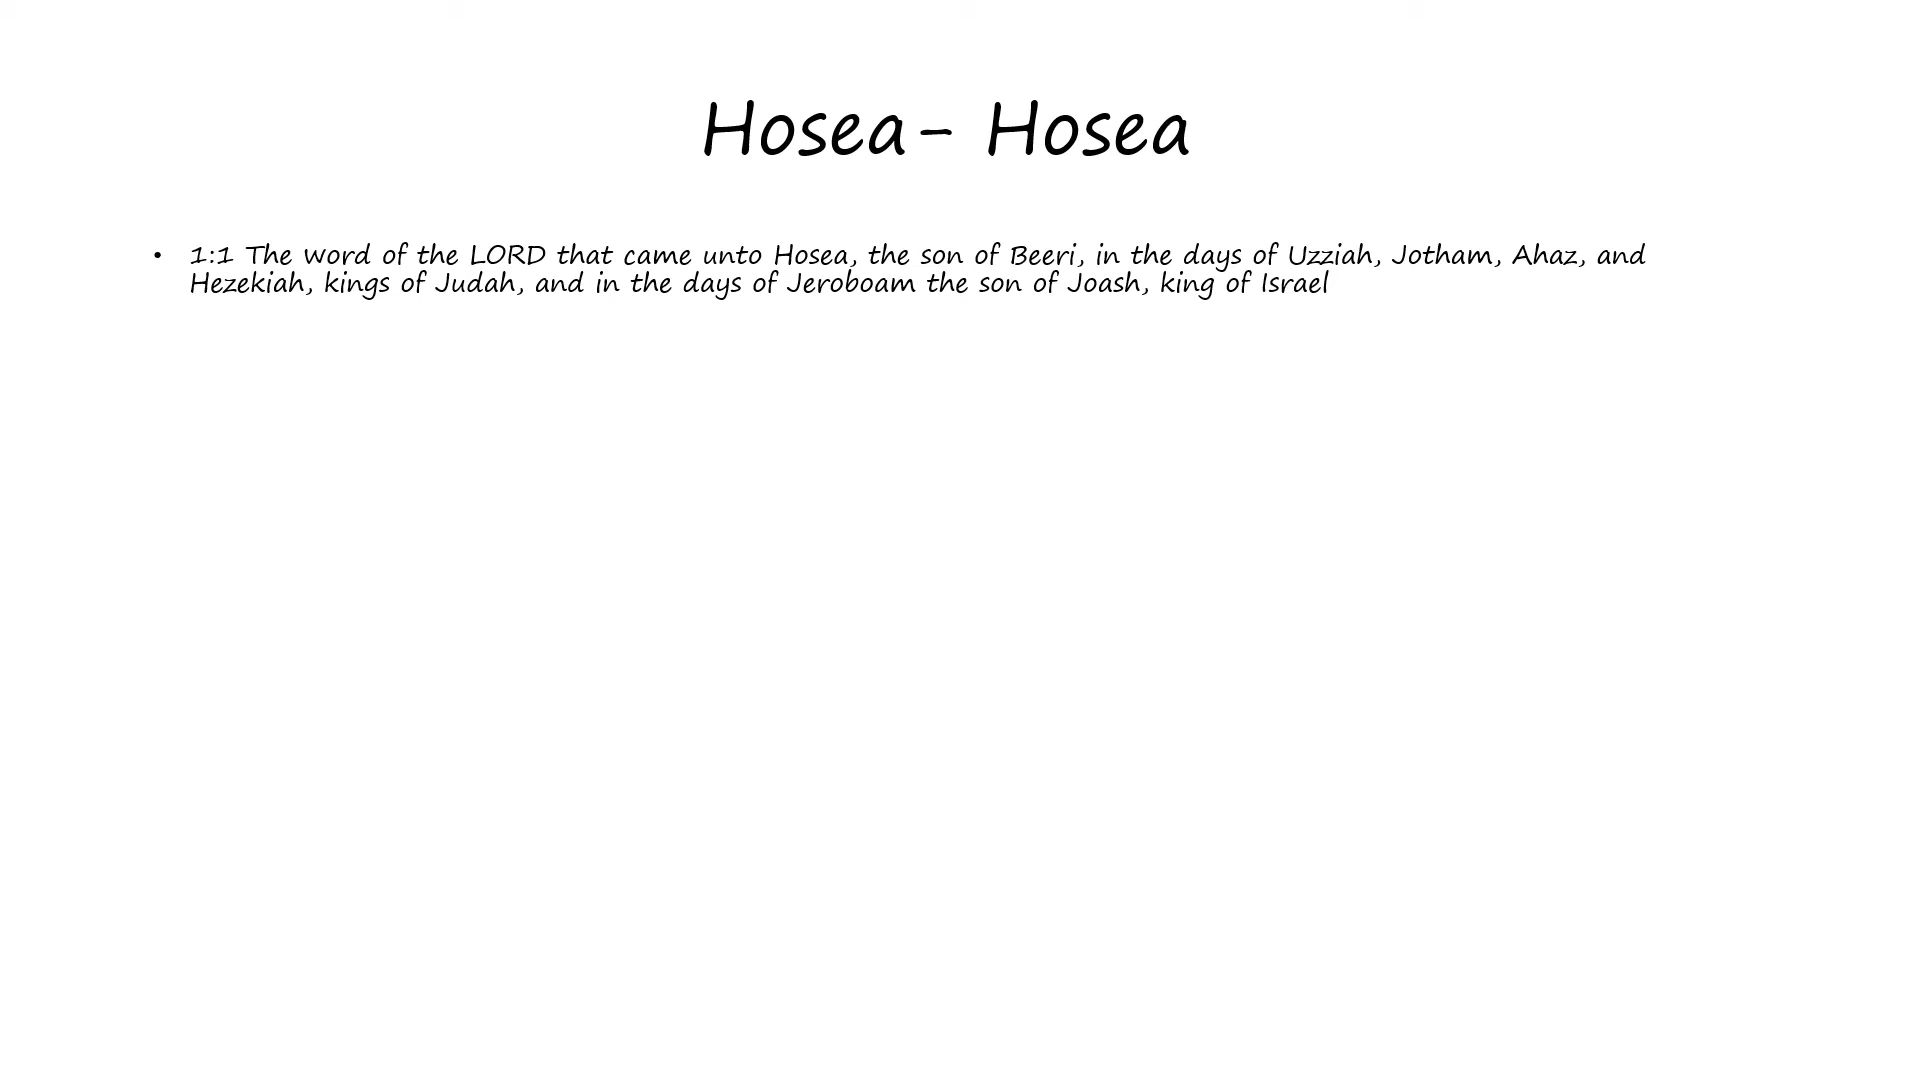 Hosea- Hosea
• 1:1 The word of the LORD that came unto Hosea, the son of Beeri, in the days of Uzziah, Jotham, Ahaz, and
Hezekiah, kings of Judah, and in the days of Jeroboam the son of Joash, king of Israel